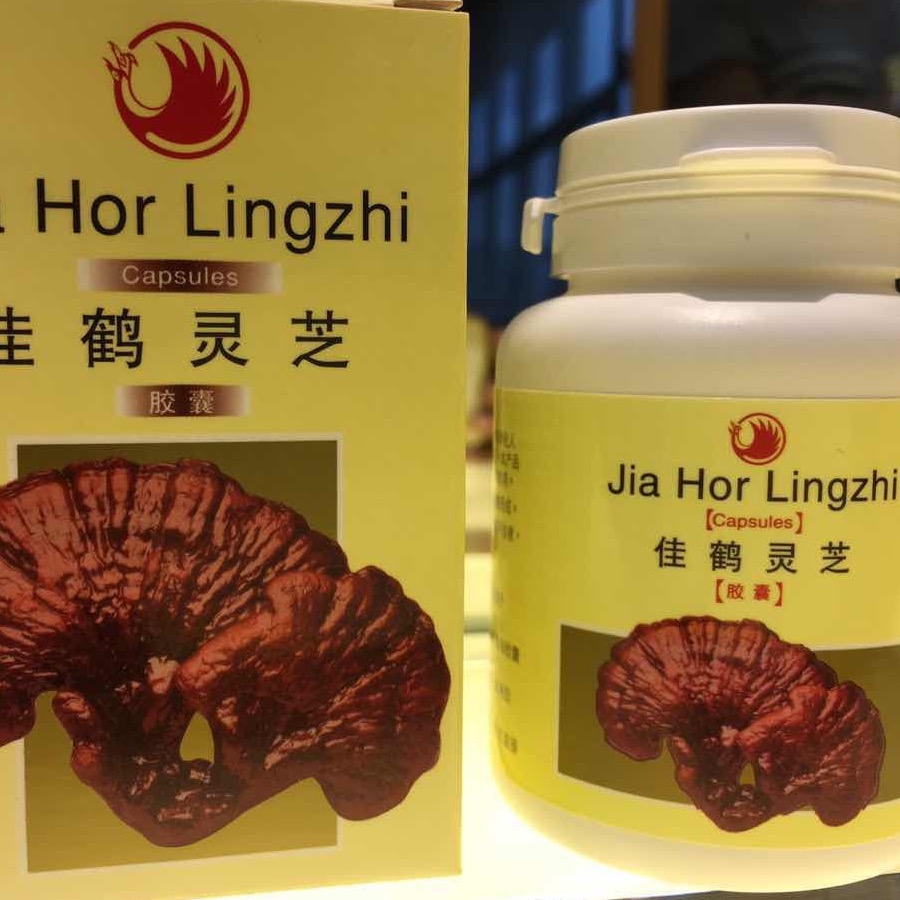 Hor Lingzhi
Capsules
佳 鹤 灵 芝
胶 囊
Jia Hor Lingzhi
【Capsules】
佳 鹤 灵 芝
【胶 囊】